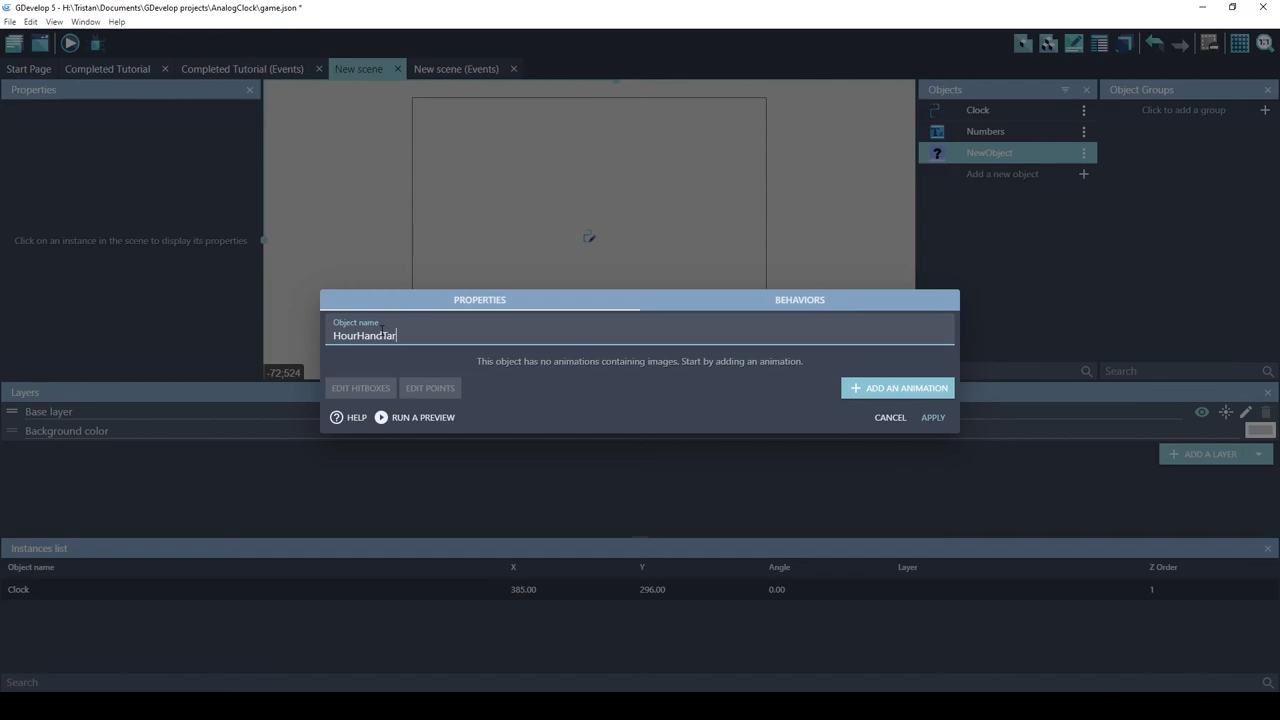 GDevelop 5 - H:\Tristan\Documents\GDevelop projects\AnalogClock\game.json *
File Edit View Window Help
Start Page Completed Tutorial Completed Tutorial (Events) New scene New scene (Events)
Properties
Objects
Object Groups
Clock
Click to add a group
Numbers
NewObject
Add a new object
Click on an instance in the scene to display its properties
PROPERTIES BEHAVIORS
Object name
HourHandTar
This object has no animations containing images. Start by adding an animation.
-72;524
Search
EDIT HITBOXES EDIT POINTS ADD AN ANIMATION
Layers
Base layer
HELP RUN A PREVIEW CANCEL APPLY
Background color
ADD A LAYER
Instances list
Object name X Y Angle Layer Z Order
Clock 385.00 296.00 0.00 1
Search